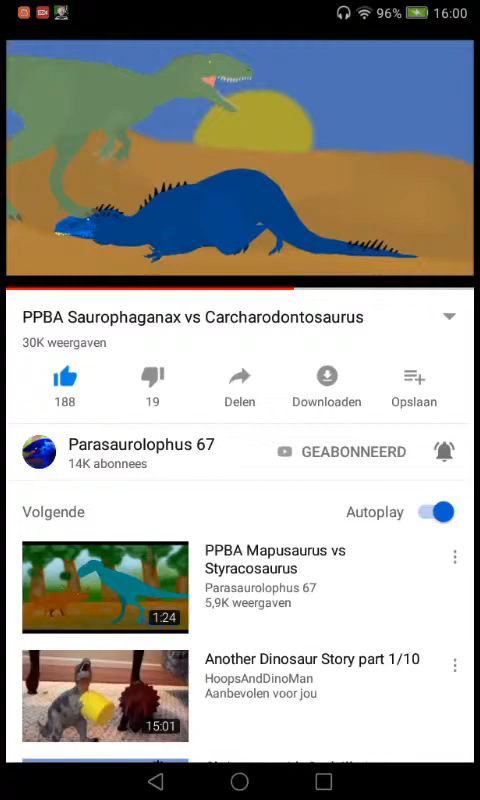 96% 16:00
PPBA Saurophaganax vs Carcharodontosaurus
30K weergaven
188 19 Delen Downloaden Opslaan
Parasaurolophus 67
14K abonnees
GEABONNEERD
Volgende Autoplay
PPBA Mapusaurus vs
Styracosaurus
Parasaurolophus 67
5,9K weergaven
1:24
Another Dinosaur Story part 1/10
HoopsAndDinoMan
Aanbevolen voor jou
15:01